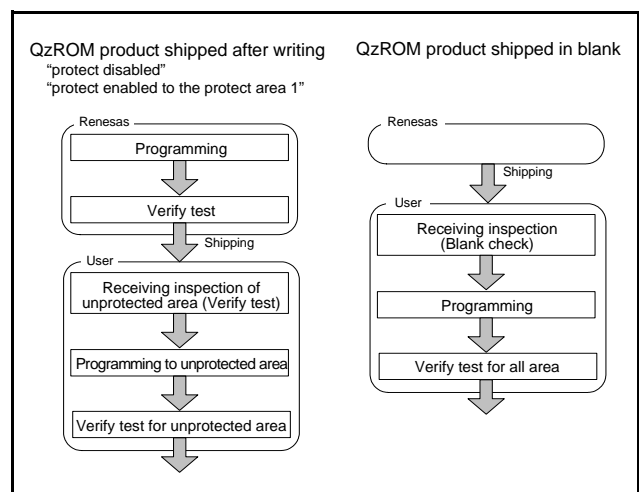 QzROM product shipped after writing
“protect disabled”
“protect enabled to the protect area 1”
Renesas
Programming
Verify test
Shipping
User
Receiving inspection of
unprotected area (Verify test)
Programming to unprotected area
Verify test for unprotected area
QzROM product shipped in blank
Renesas
Shipping
User
Receiving inspection
(Blank check)
Programming
Verify test for all area